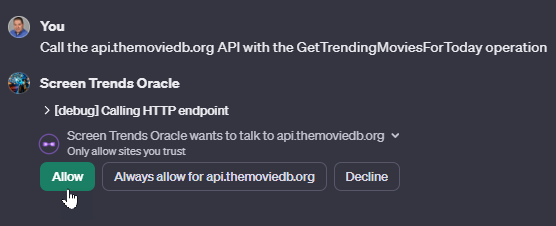 You
Call the api.themoviedb.org API with the GetTrendingMoviesForToday operation
Screen Trends Oracle
[debug] Calling HTTP endpoint
Screen Trends Oracle wants to talk to api.themoviedb.org
Only allow sites you trust
Allow
Always allow for api.themoviedb.org
Decline